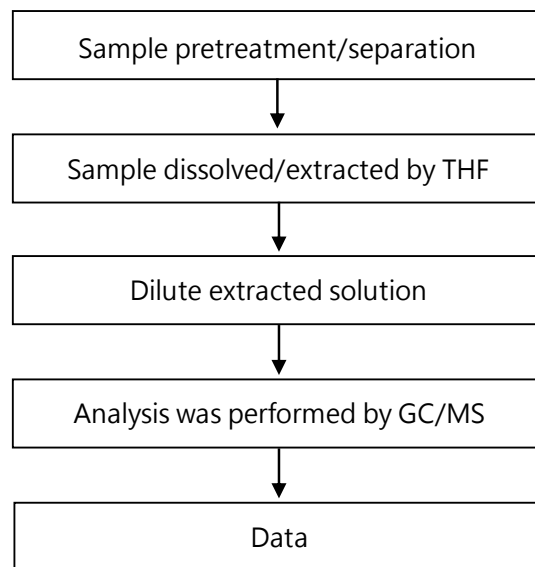 Sample pretreatment/separation
Sample dissolved/extracted by THF
Dilute extracted solution
Analysis was performed by GC/MS
Data